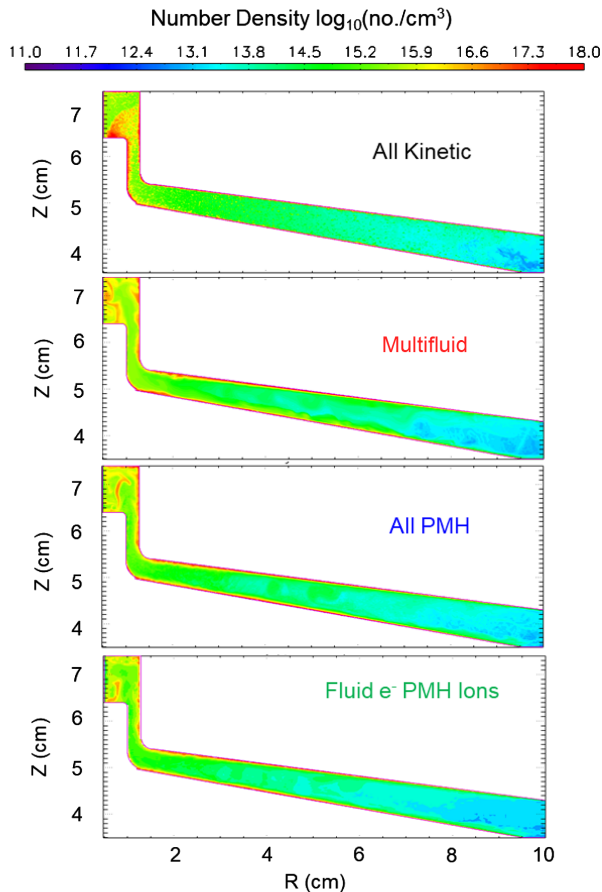 Number Density log₁₀(no./cm³)
11.0 11.7 12.4 13.1 13.8 14.5 15.2 15.9 16.6 17.3 18.0
7
6
5
4
Z (cm)
All Kinetic
7
6
5
4
Z (cm)
Multifluid
7
6
5
4
Z (cm)
All PMH
7
6
5
4
Z (cm)
Fluid e⁻ PMH Ions
2 4 6 8 10
R (cm)